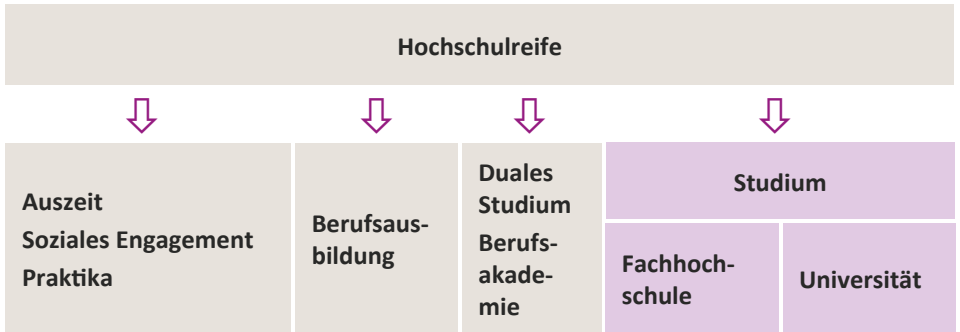 Hochschulreife
Auszeit
Soziales Engagement
Praktika
Berufsaus-
bildung
Duales
Studium
Berufs-
akade-
mie
Studium
Fachhoch-
schule
Universität